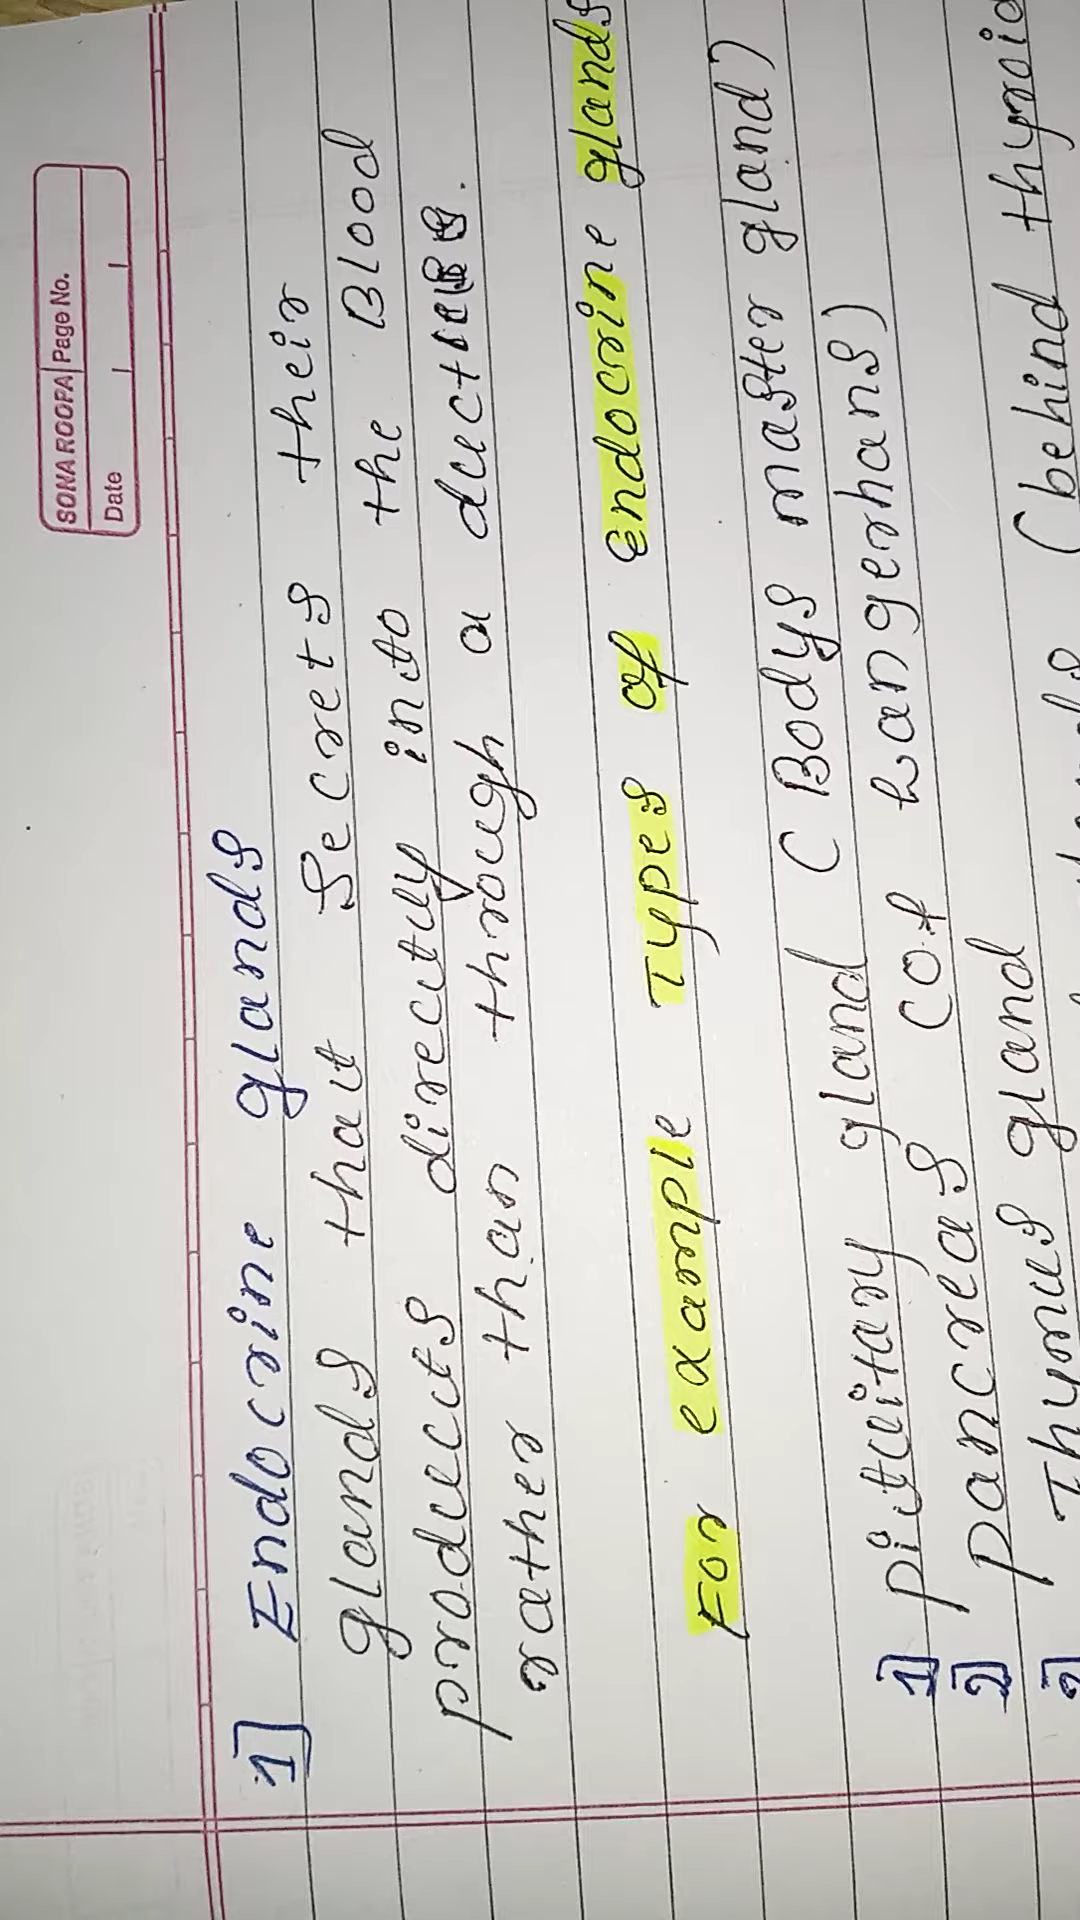 SONA ROOPA Page No.
Date
1] Endocrine glands
glands that Secrets their
products directly into the Blood
rather than through a duct
For example Types of endocrine glands
1] pituitary gland ( Bodys master gland)
2] pancreas (of Langerhans)
Thymus gland (behind thyroid